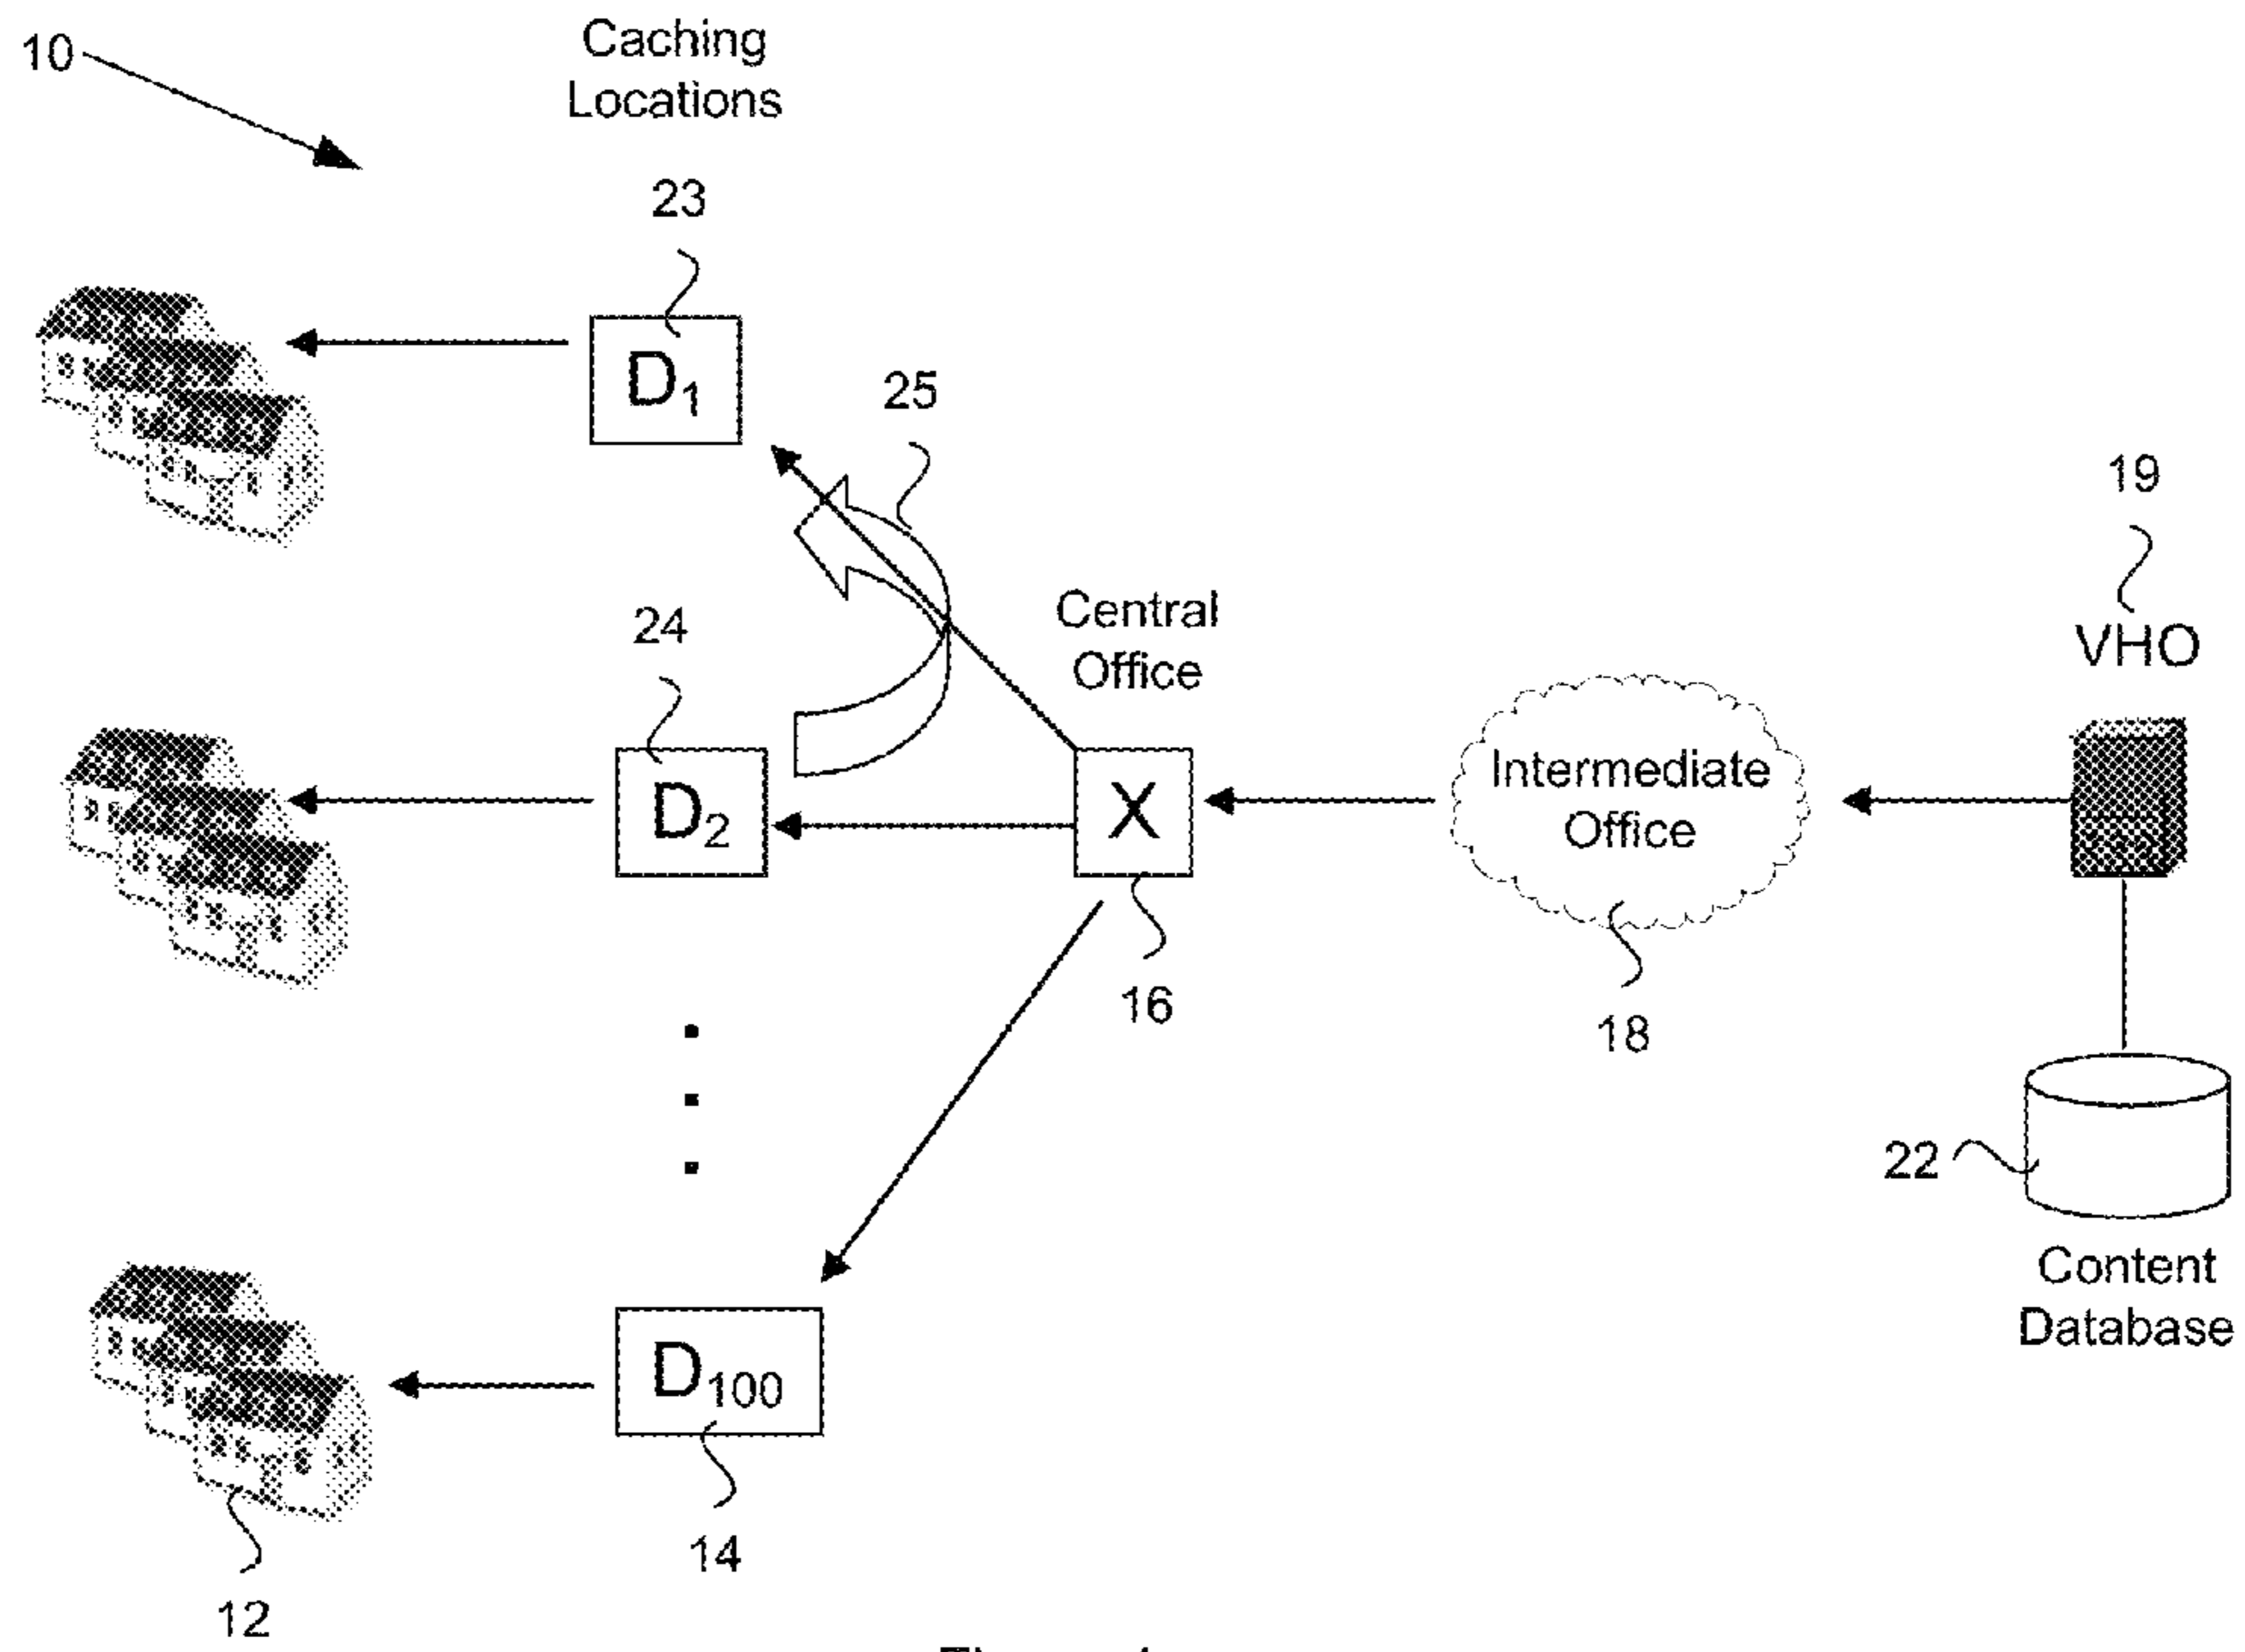 10
Caching
Locations
23
D1
25
19
VHO
24
Central
Office
D2
X
Intermediate
Office
16
18
22
Content
Database
D100
14
12